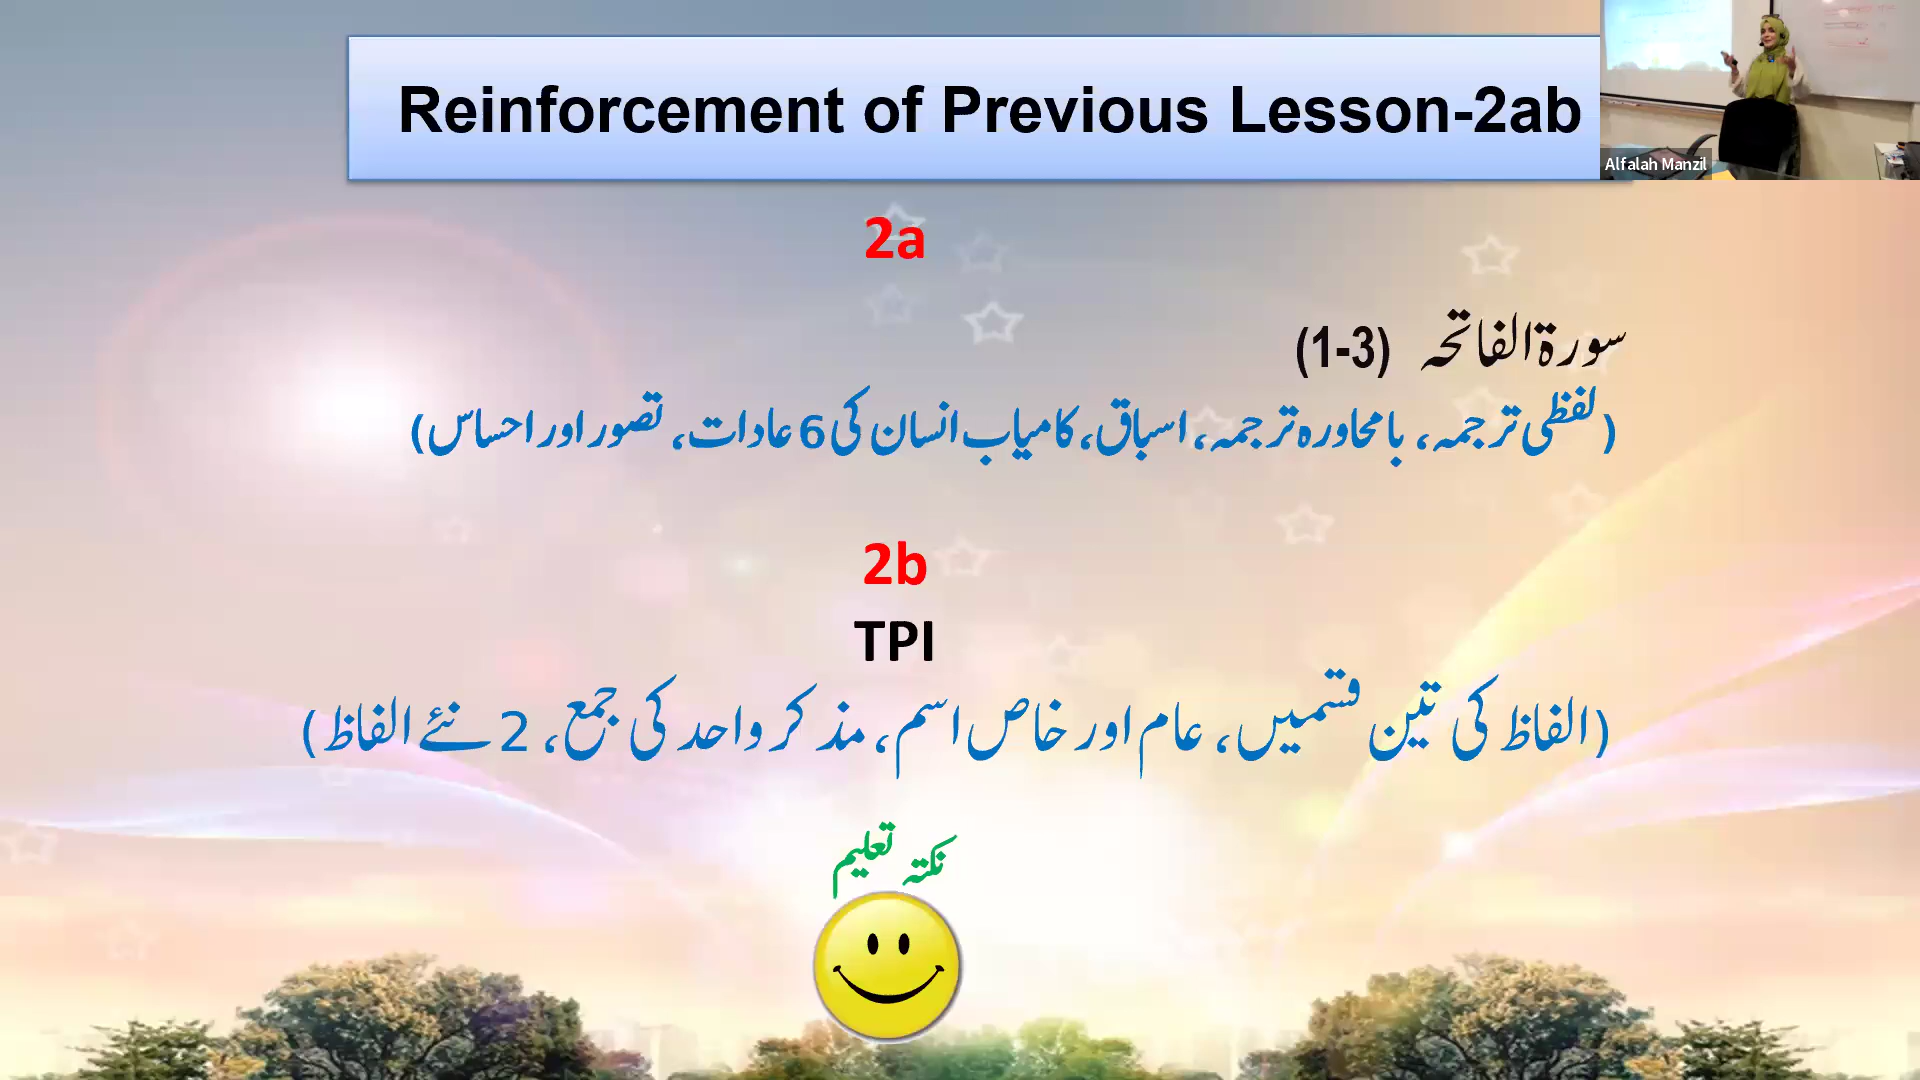 Reinforcement of Previous Lesson-2ab
Alfalah Manzil
2a
سورۃ الفاتحہ (1-3)
(لفظی ترجمہ، بامحاورہ ترجمہ، اسباق، کامیاب انسان کی 6 عادات، تصور اور احساس)
2b
TPI
(الفاظ کی تین قسمیں، عام اور خاص اسم، مذکر واحد کی جمع، 2 نئے الفاظ)
نکتہ تعلیم